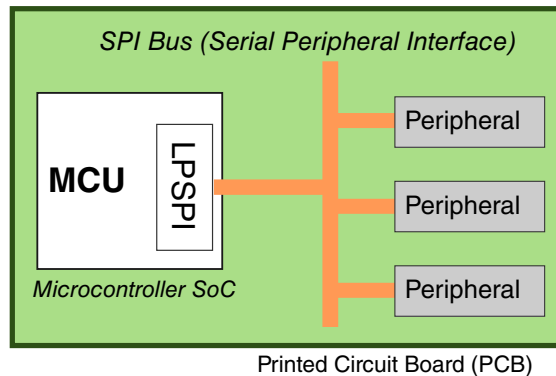 SPI Bus (Serial Peripheral Interface)
MCU
LPSPI
Microcontroller SoC
Peripheral
Peripheral
Peripheral
Printed Circuit Board (PCB)